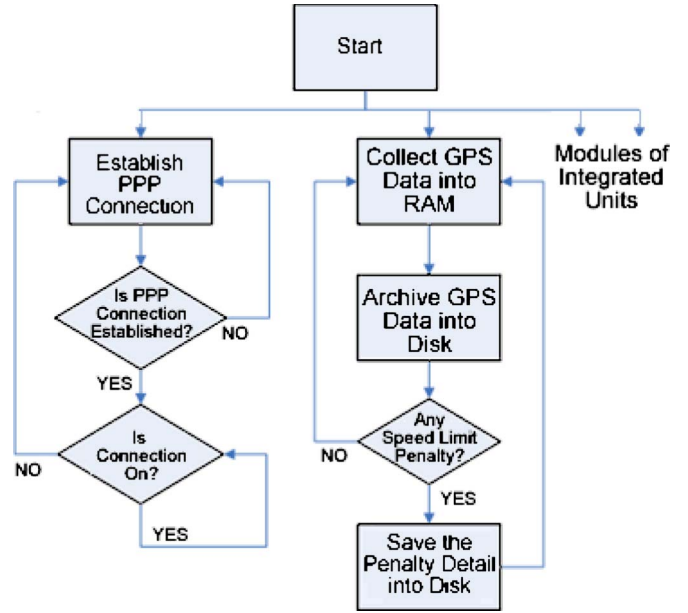 Start
Establish
PPP
Connection
Is PPP
Connection
Established?
NO
YES
Is
Connection
On?
NO
YES
Collect GPS
Data into
RAM
Archive GPS
Data into
Disk
Any
Speed Limit
Penalty?
NO
YES
Save the
Penalty Detail
into Disk
Modules of
Integrated
Units